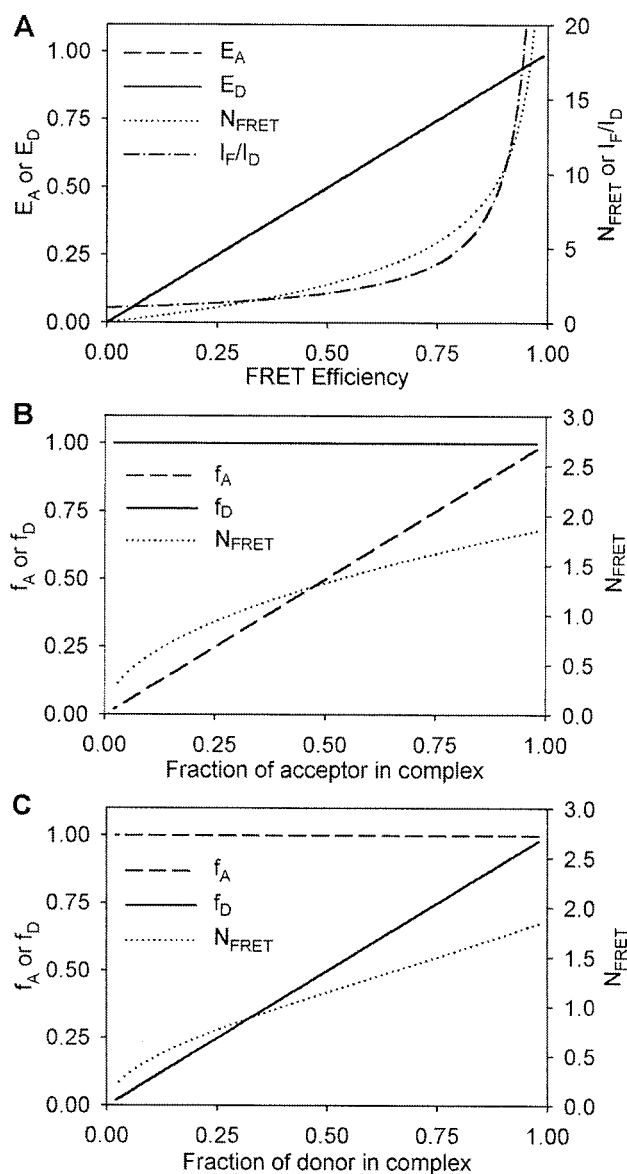 A
E_A
E_D
N_FRET
I_F/I_D
E_A or E_D
1.00
0.75
0.50
0.25
0.00
20
15
10
5
0
N_FRET or I_F/I_D
0.00 0.25 0.50 0.75 1.00
FRET Efficiency
B
f_A
f_D
N_FRET
f_A or f_D
1.00
0.75
0.50
0.25
0.00
3.0
2.5
2.0
1.5
1.0
0.5
0.0
N_FRET
0.00 0.25 0.50 0.75 1.00
Fraction of acceptor in complex
C
f_A
f_D
N_FRET
f_A or f_D
1.00
0.75
0.50
0.25
0.00
3.0
2.5
2.0
1.5
1.0
0.5
0.0
N_FRET
0.00 0.25 0.50 0.75 1.00
Fraction of donor in complex